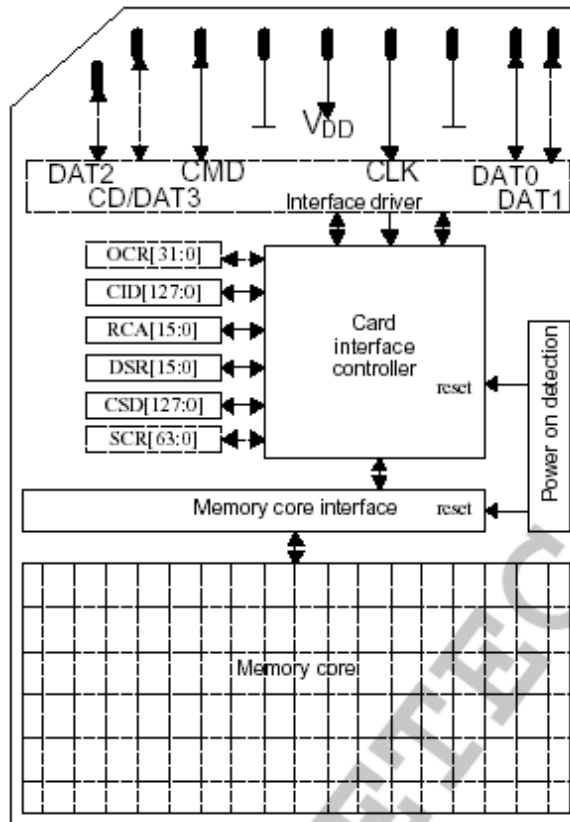 VDD
DAT2 CMD CLK DAT0
CD/DAT3 Interface driver DAT1
OCR[31:0]
CID[127:0]
RCA[15:0]
DSR[15:0]
CSD[127:0]
SCR[63:0]
Card
interface
controller
reset
Power on detection
Memory core interface reset
Memory core
ETEC